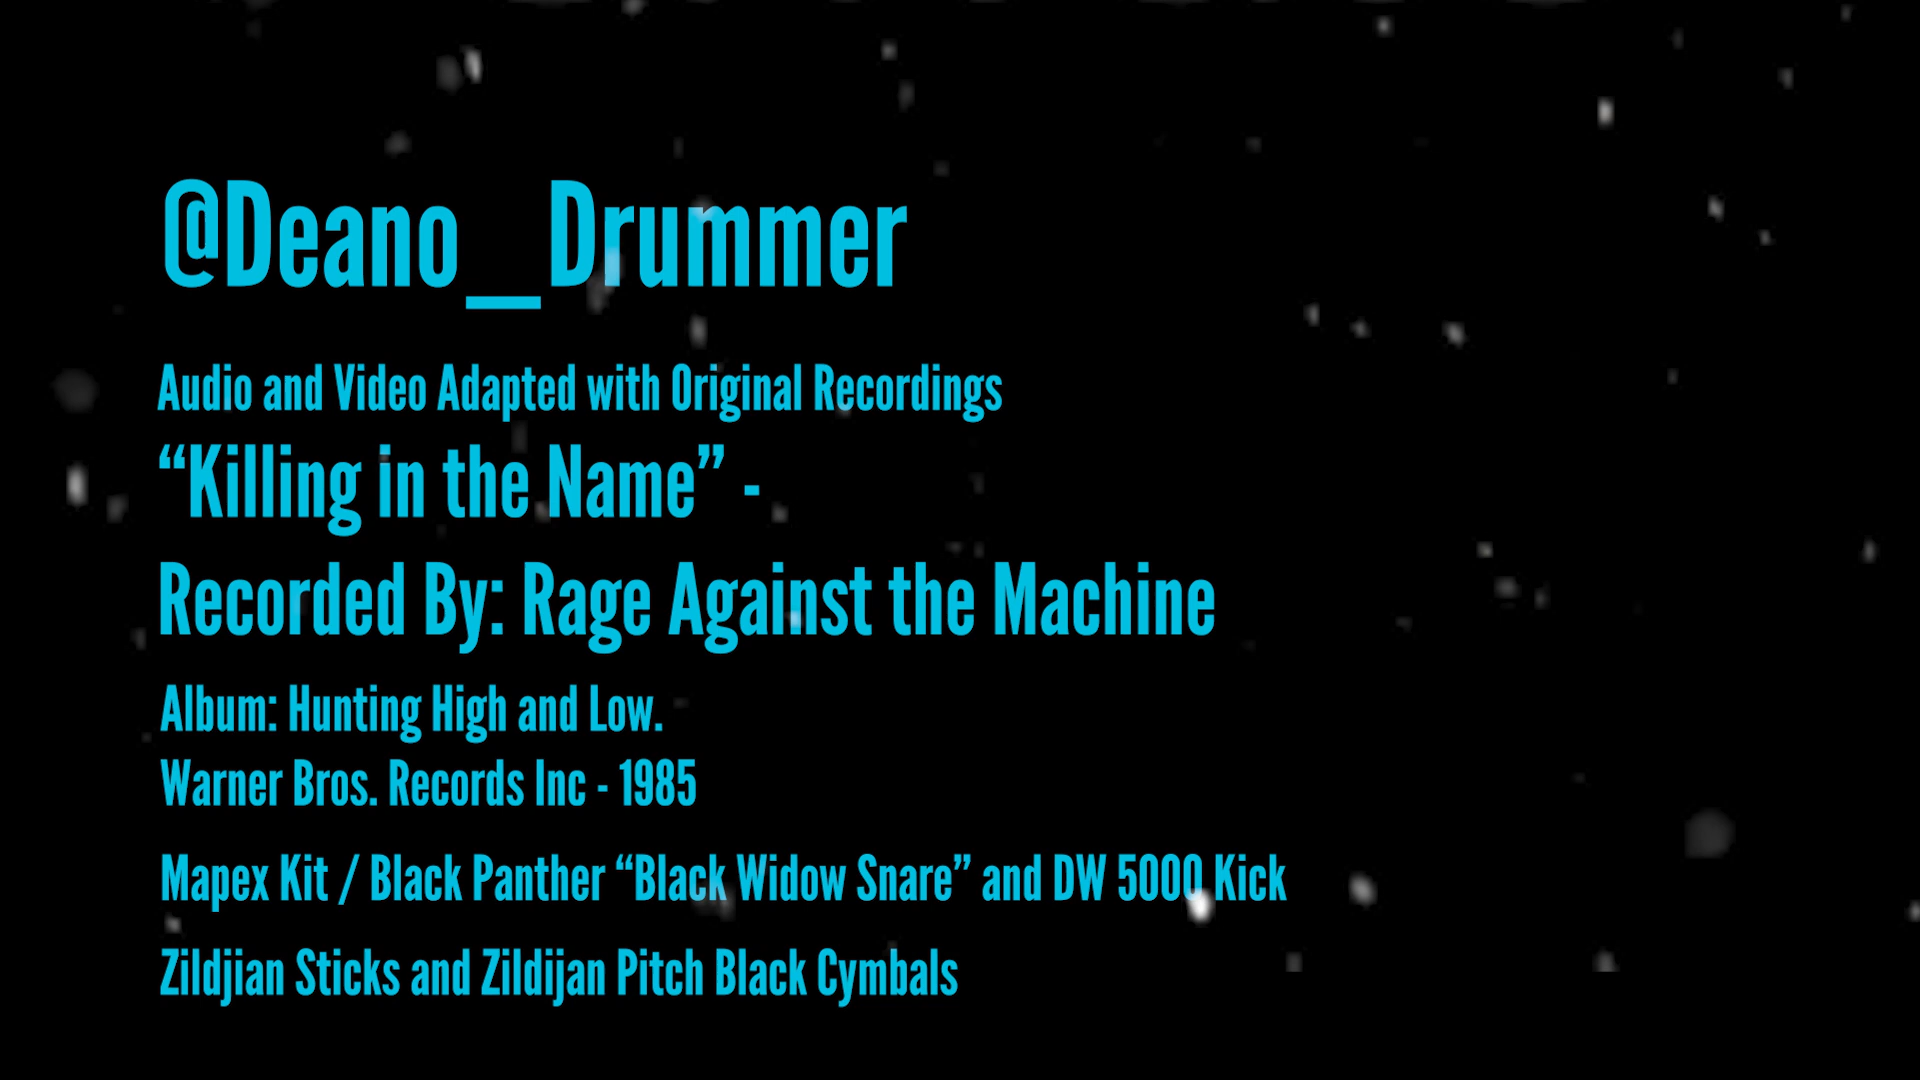 @Deano_Drummer
Audio and Video Adapted with Original Recordings
“Killing in the Name” -
Recorded By: Rage Against the Machine
Album: Hunting High and Low.
Warner Bros. Records Inc - 1985
Mapex Kit / Black Panther “Black Widow Snare” and DW 5000 Kick
Zildjian Sticks and Zildijan Pitch Black Cymbals